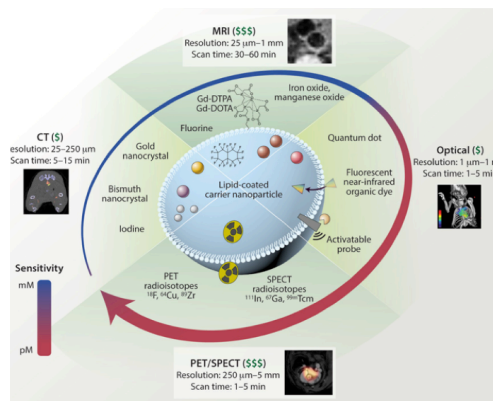 MRI ($$$)
Resolution: 25 μm–1 mm
Scan time: 30–60 min
Gd-DTPA
Gd-DOTA
Iron oxide,
manganese oxide
Fluorine
CT ($)
esolution: 25–250 μm
Scan time: 5–15 min
Gold
nanocrystal
Quantum dot
Optical ($)
Resolution: 1 μm–1 m
Scan time: 1–5 mi
Bismuth
nanocrystal
Lipid-coated
carrier nanoparticle
Fluorescent
near-infrared
organic dye
Iodine
Activatable
probe
Sensitivity
mM
pM
PET
radioisotopes
¹⁸F, ⁶⁴Cu, ⁸⁹Zr
SPECT
radioisotopes
¹¹¹In, ⁶⁷Ga, ⁹⁹ᵐTcm
PET/SPECT ($$$)
Resolution: 250 μm–5 mm
Scan time: 1–5 min